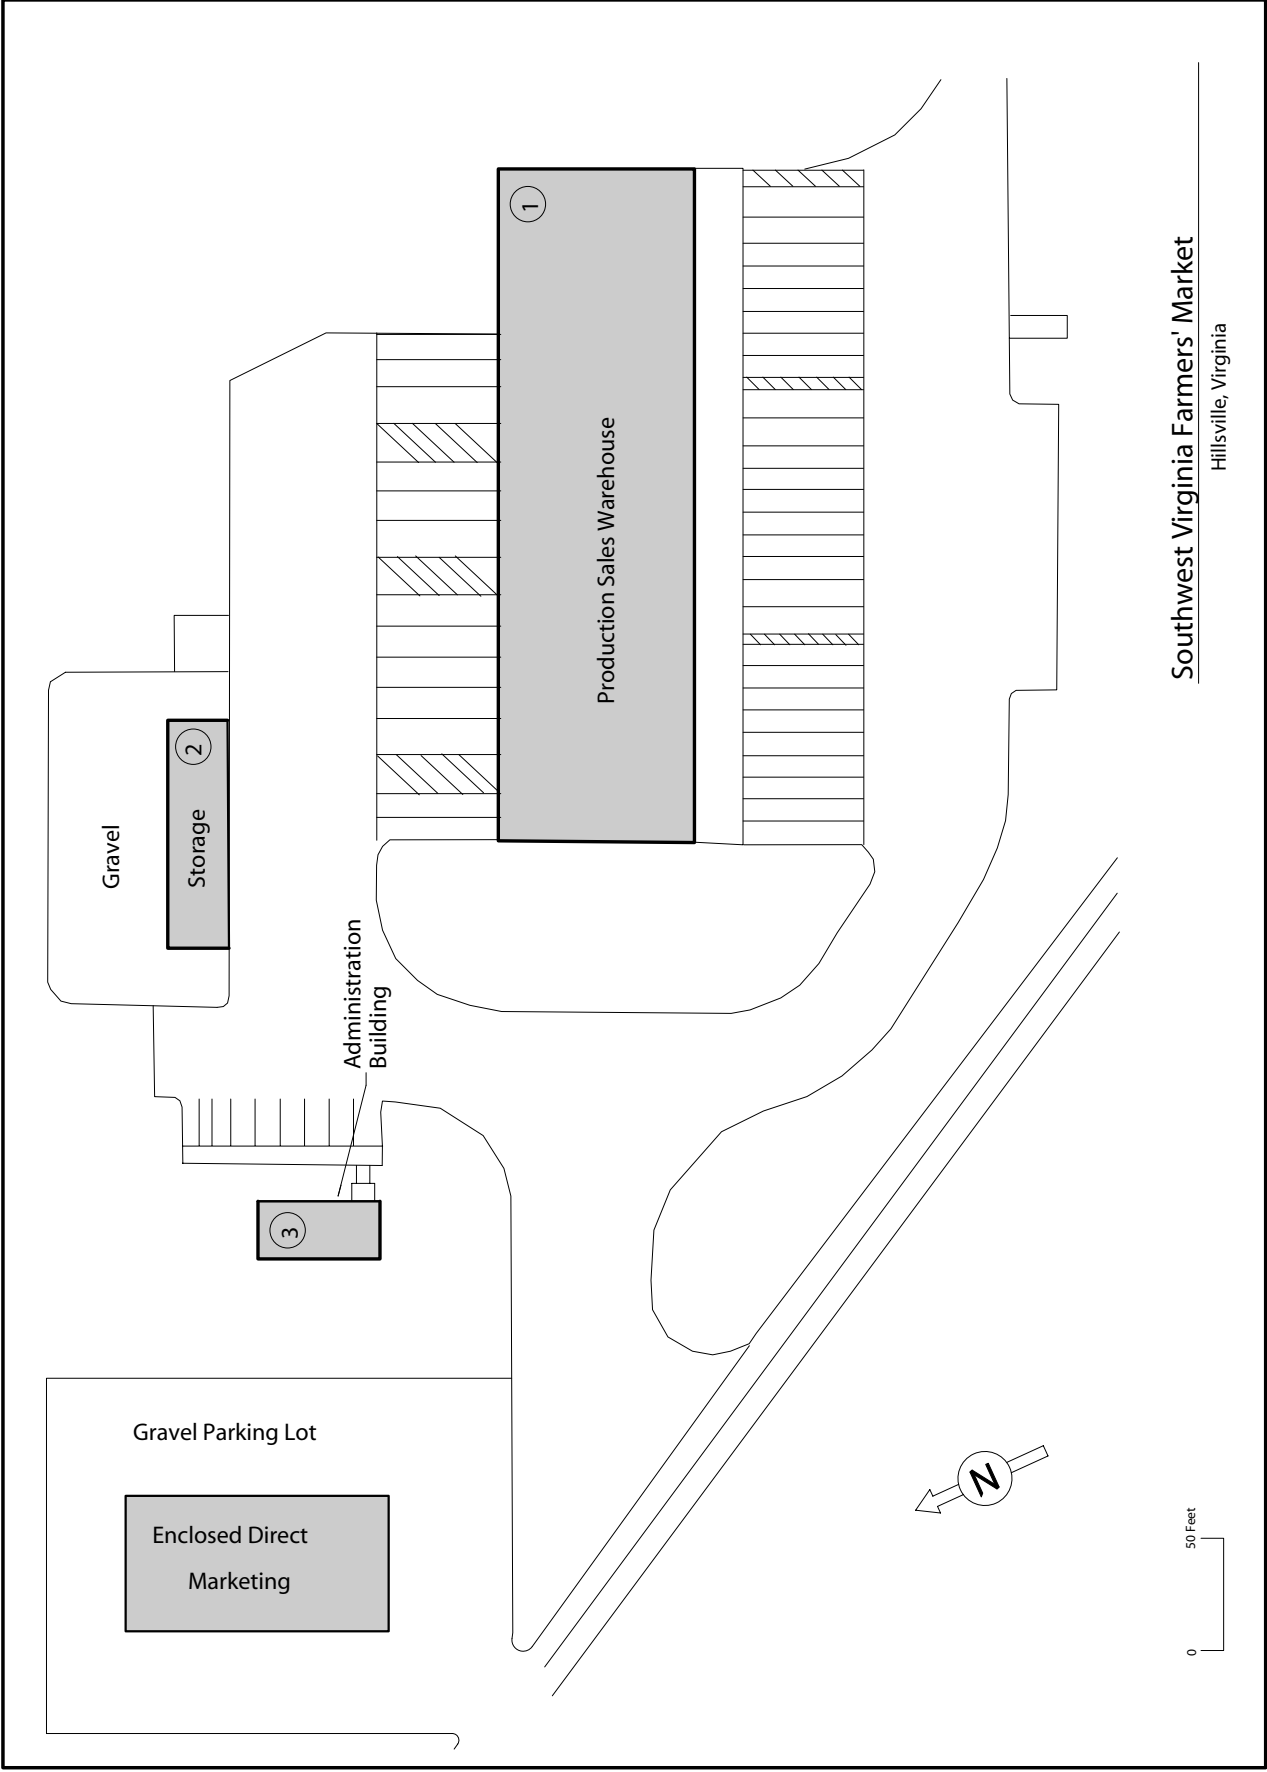 Southwest Virginia Farmers' Market
Hillsville, Virginia
1
Production Sales Warehouse
2
Storage
Gravel
Administration
Building
3
Gravel Parking Lot
Enclosed Direct
Marketing
N
0
50 Feet